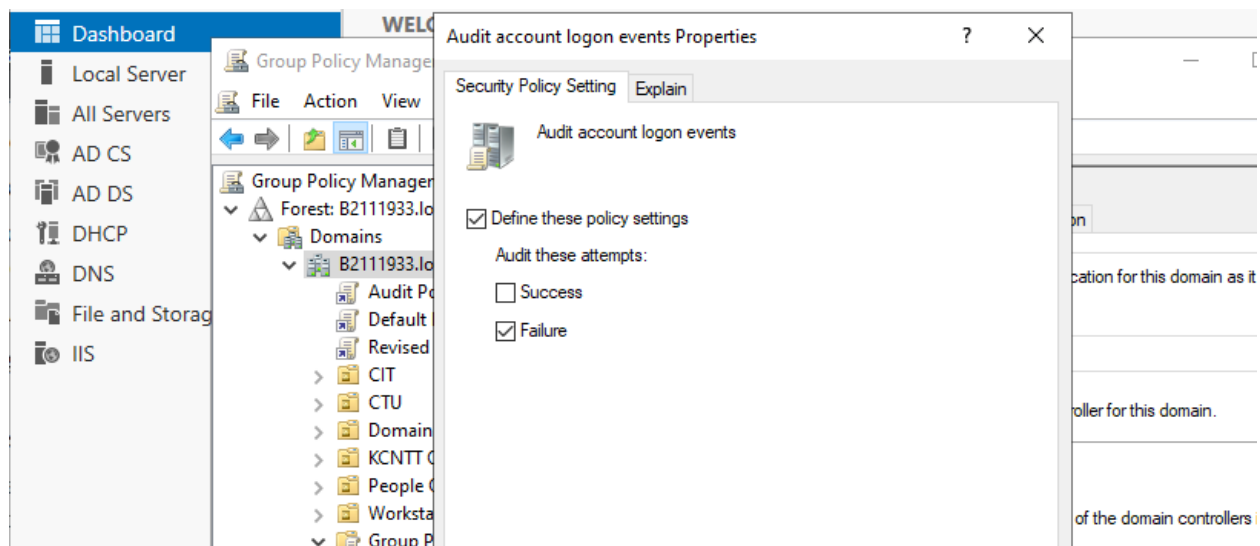 Dashboard
Local Server
All Servers
AD CS
AD DS
DHCP
DNS
File and Storag
IIS
WELC
Group Policy Manage
File Action View
Group Policy Manager
Forest: B2111933.lo
Domains
B2111933.lo
Audit Po
Default
Revised
CIT
CTU
Domain
KCNTT
People
Worksta
Group P
Audit account logon events Properties
?
Security Policy Setting
Explain
Audit account logon events
Define these policy settings
Audit these attempts:
Success
Failure
on
cation for this domain as it
roller for this domain.
of the domain controllers